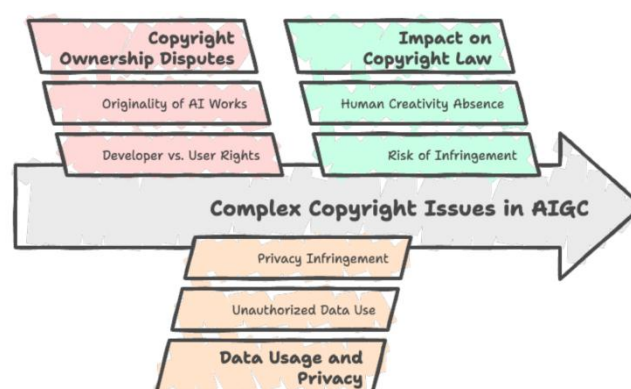 Copyright
Ownership Disputes
Originality of AI Works
Developer vs. User Rights
Impact on
Copyright Law
Human Creativity Absence
Risk of Infringement
Complex Copyright Issues in AIGC
Privacy Infringement
Unauthorized Data Use
Data Usage and
Privacy